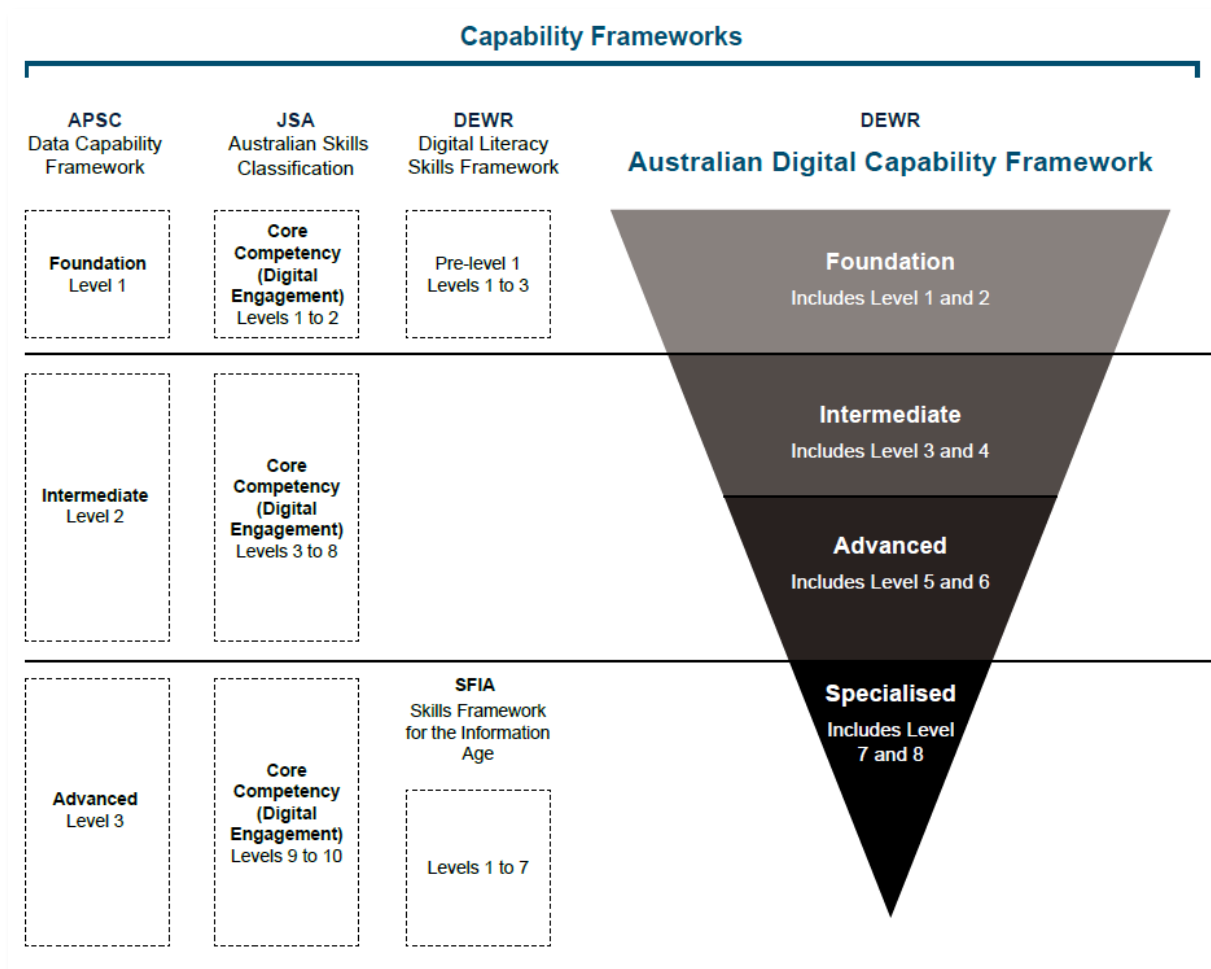 Capability Frameworks
APSC
Data Capability
Framework
JSA
Australian Skills
Classification
DEWR
Digital Literacy
Skills Framework
DEWR
Australian Digital Capability Framework
Foundation
Level 1
Core
Competency
(Digital
Engagement)
Levels 1 to 2
Pre-level 1
Levels 1 to 3
Foundation
Includes Level 1 and 2
Intermediate
Level 2
Core
Competency
(Digital
Engagement)
Levels 3 to 8
Intermediate
Includes Level 3 and 4
Advanced
Includes Level 5 and 6
Advanced
Level 3
Core
Competency
(Digital
Engagement)
Levels 9 to 10
SFIA
Skills Framework
for the Information
Age
Levels 1 to 7
Specialised
Includes Level
7 and 8